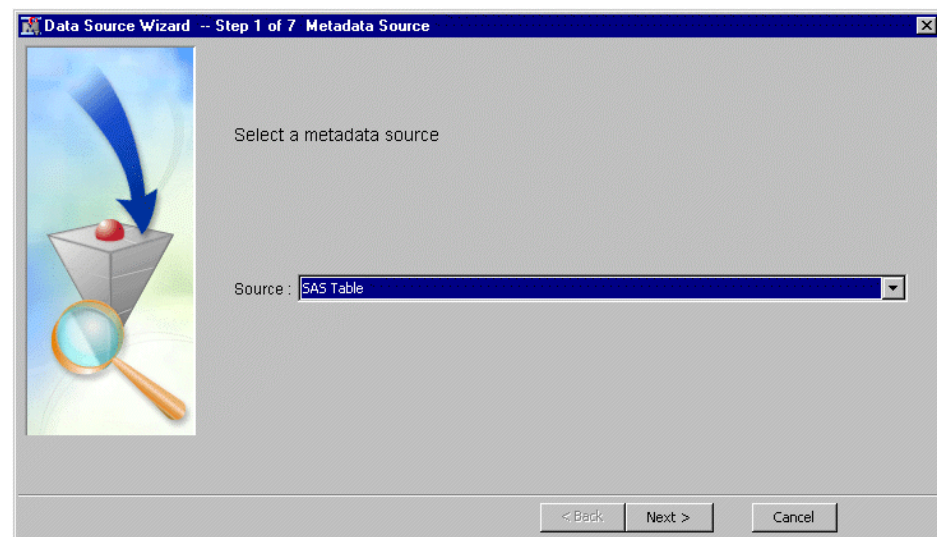 Data Source Wizard -- Step 1 of 7 Metadata Source
Select a metadata source
Source : SAS Table
< Back Next > Cancel